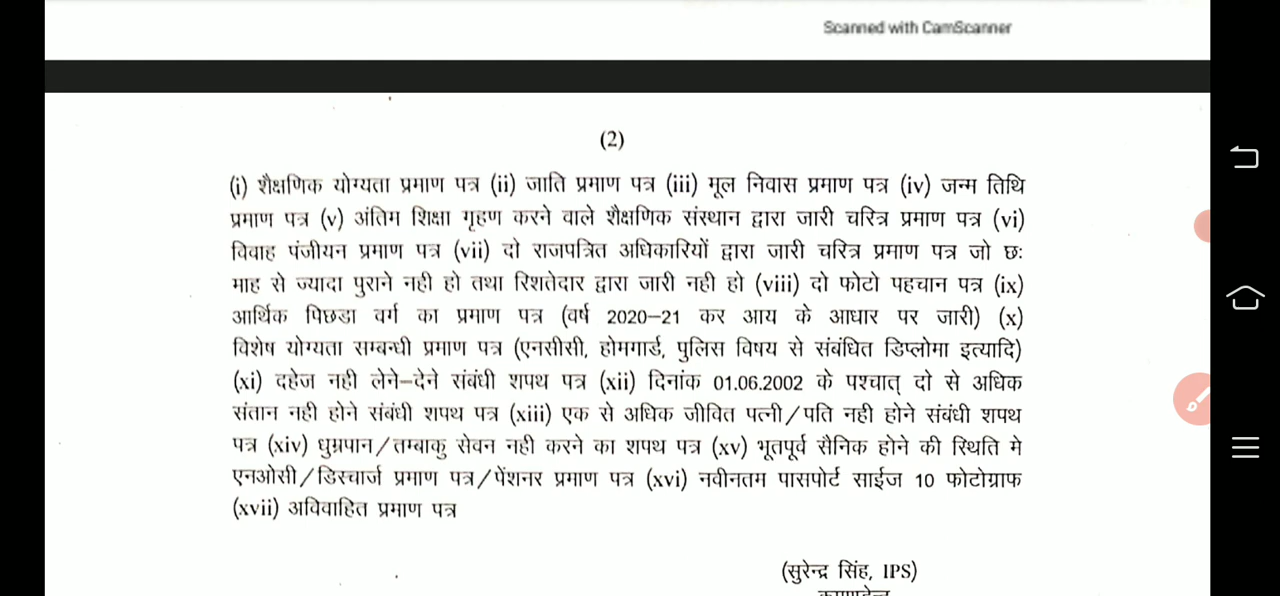 Scanned with CamScanner
(2)
(i) शैक्षणिक योग्यता प्रमाण पत्र (ii) जाति प्रमाण पत्र (iii) मूल निवास प्रमाण पत्र (iv) जन्म तिथि
प्रमाण पत्र (v) अंतिम शिक्षा गृहण करने वाले शैक्षणिक संस्थान द्वारा जारी चरित्र प्रमाण पत्र (vi)
विवाह पंजीयन प्रमाण पत्र (vii) दो राजपत्रित अधिकारियों द्वारा जारी चरित्र प्रमाण पत्र जो छः
माह से ज्यादा पुराने नही हो तथा रिशतेदार द्वारा जारी नही हो (viii) दो फोटो पहचान पत्र (ix)
आर्थिक पिछडा वर्ग का प्रमाण पत्र (वर्ष 2020–21 कर आय के आधार पर जारी) (x)
विशेष योग्यता सम्बन्धी प्रमाण पत्र (एनसीसी, होमगार्ड, पुलिस विषय से संबंधित डिप्लोमा इत्यादि)
(xi) दहेज नही लेने–देने संबंधी शपथ पत्र (xii) दिनांक 01.06.2002 के पश्चात् दो से अधिक
संतान नही होने संबंधी शपथ पत्र (xiii) एक से अधिक जीवित पत्नी/पति नही होने संबंधी शपथ
पत्र (xiv) धुम्रपान/तम्बाकु सेवन नही करने का शपथ पत्र (xv) भूतपूर्व सैनिक होने की स्थिति मे
एनओसी/डिस्चार्ज प्रमाण पत्र/पेंशनर प्रमाण पत्र (xvi) नवीनतम पासपोर्ट साईज 10 फोटोग्राफ
(xvii) अविवाहित प्रमाण पत्र
(सुरेन्द्र सिंह, IPS)